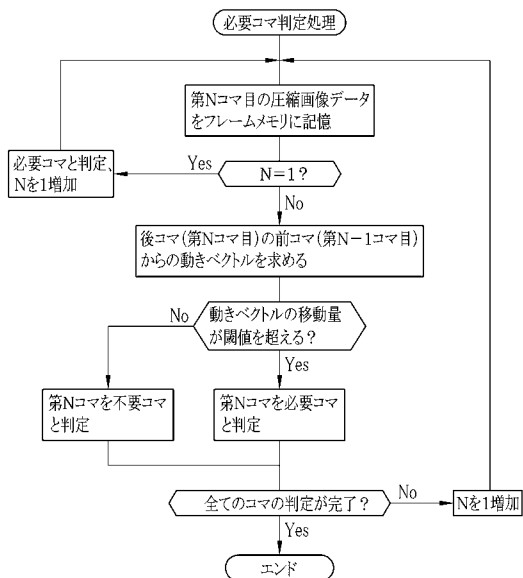 必要コマ判定処理
第Nコマ目の圧縮画像データ
をフレームメモリに記憶
必要コマと判定、
Nを1増加
Yes
N=1?
No
後コマ(第Nコマ目)の前コマ(第N-1コマ目)
からの動きベクトルを求める
No
動きベクトルの移動量
が閾値を超える?
Yes
第Nコマを不要コマ
と判定
第Nコマを必要コマ
と判定
全てのコマの判定が完了?
No
Nを1増加
Yes
エンド